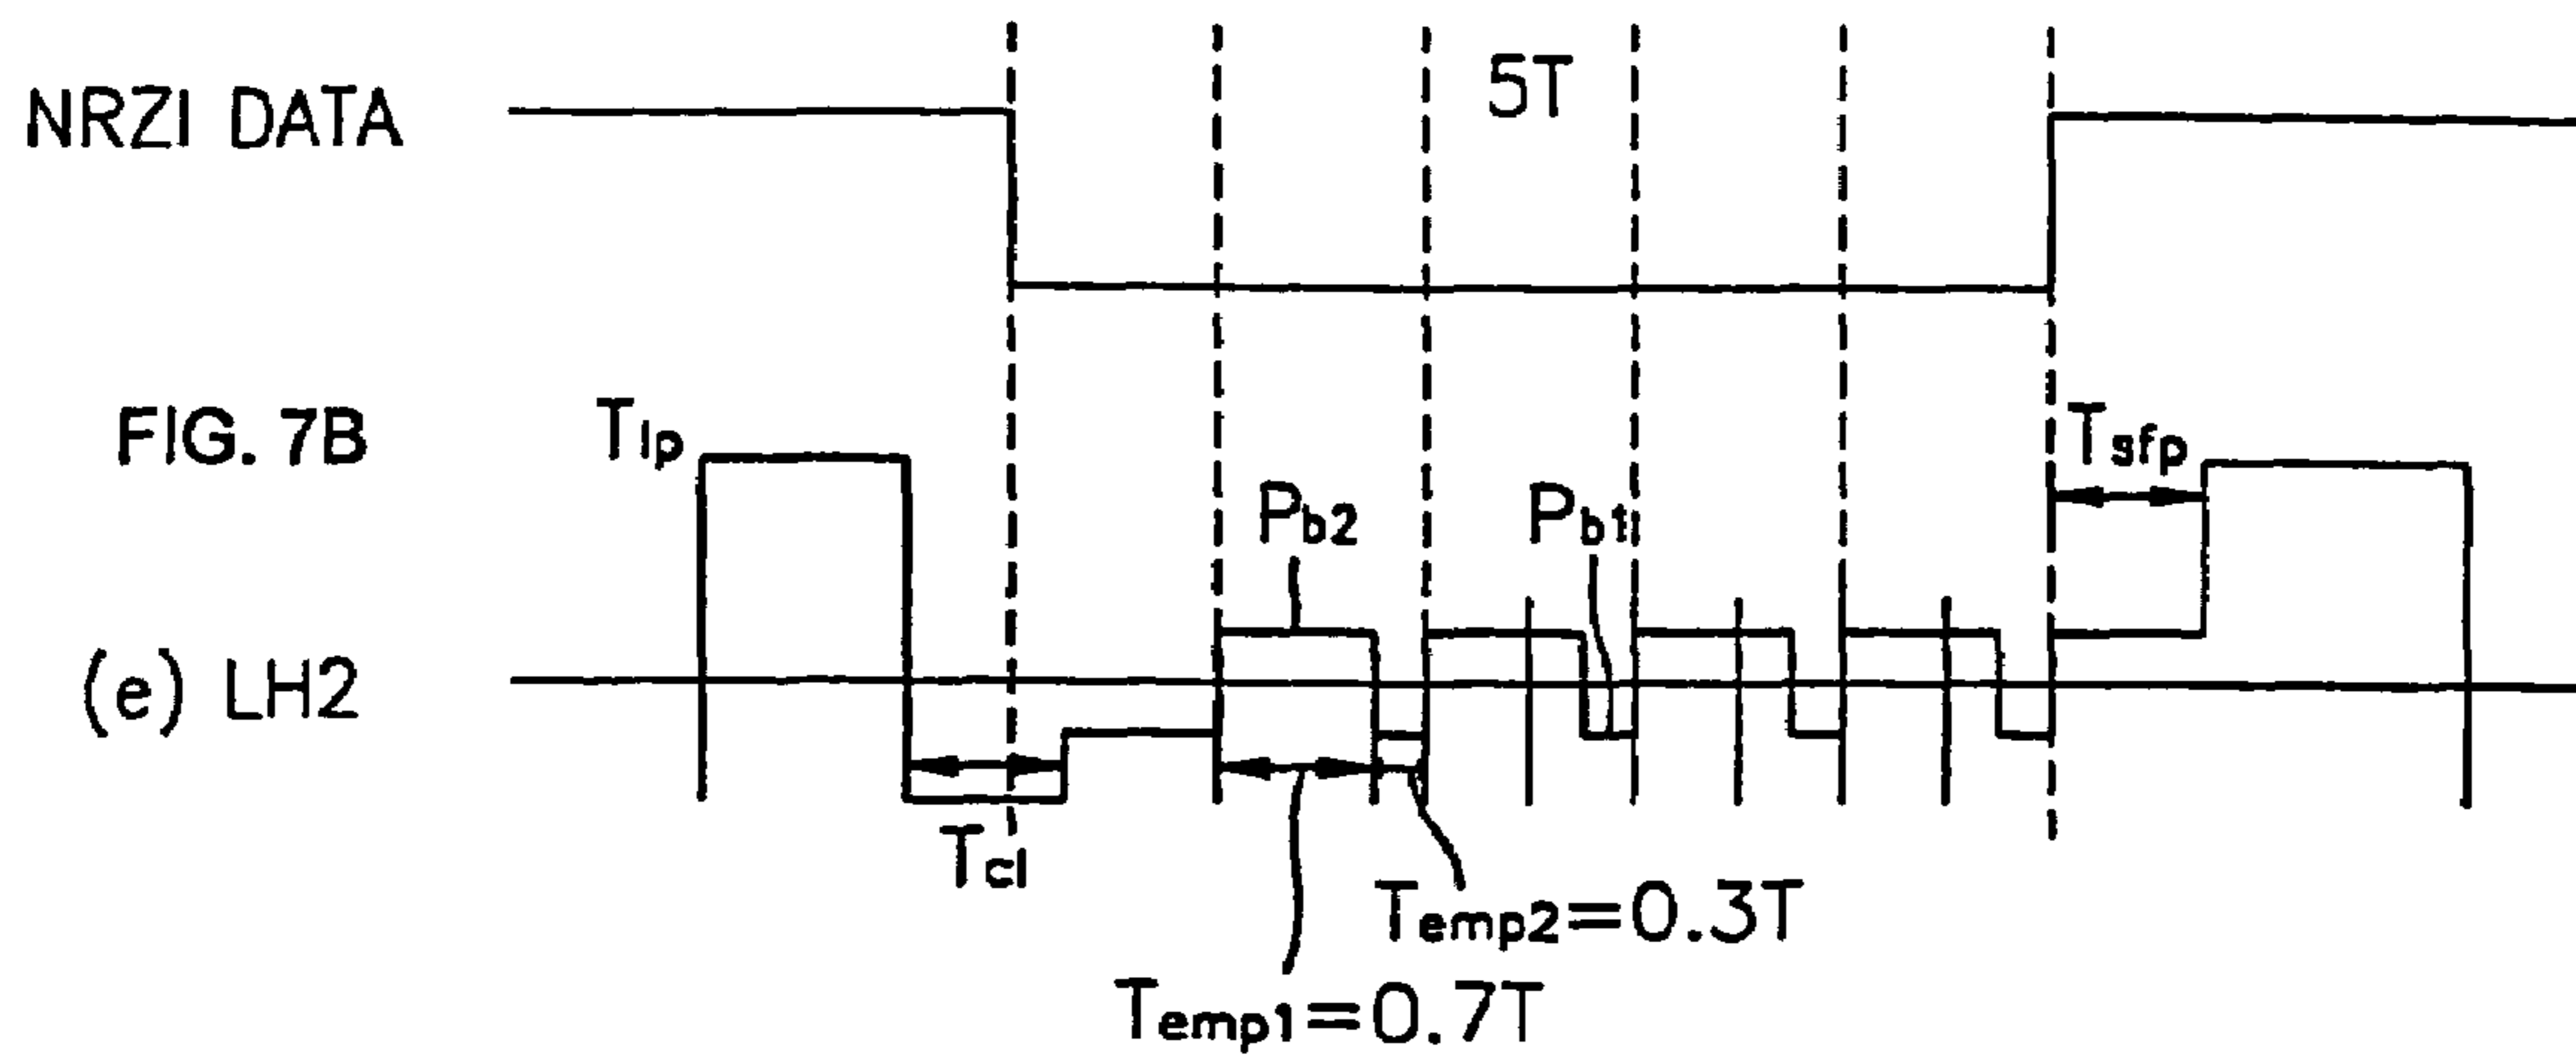 NRZI DATA
5T
FIG. 7B
Tlp
Tsfp
Pb2
Pb1
(e) LH2
Tcl
Temp2=0.3T
Temp1=0.7T